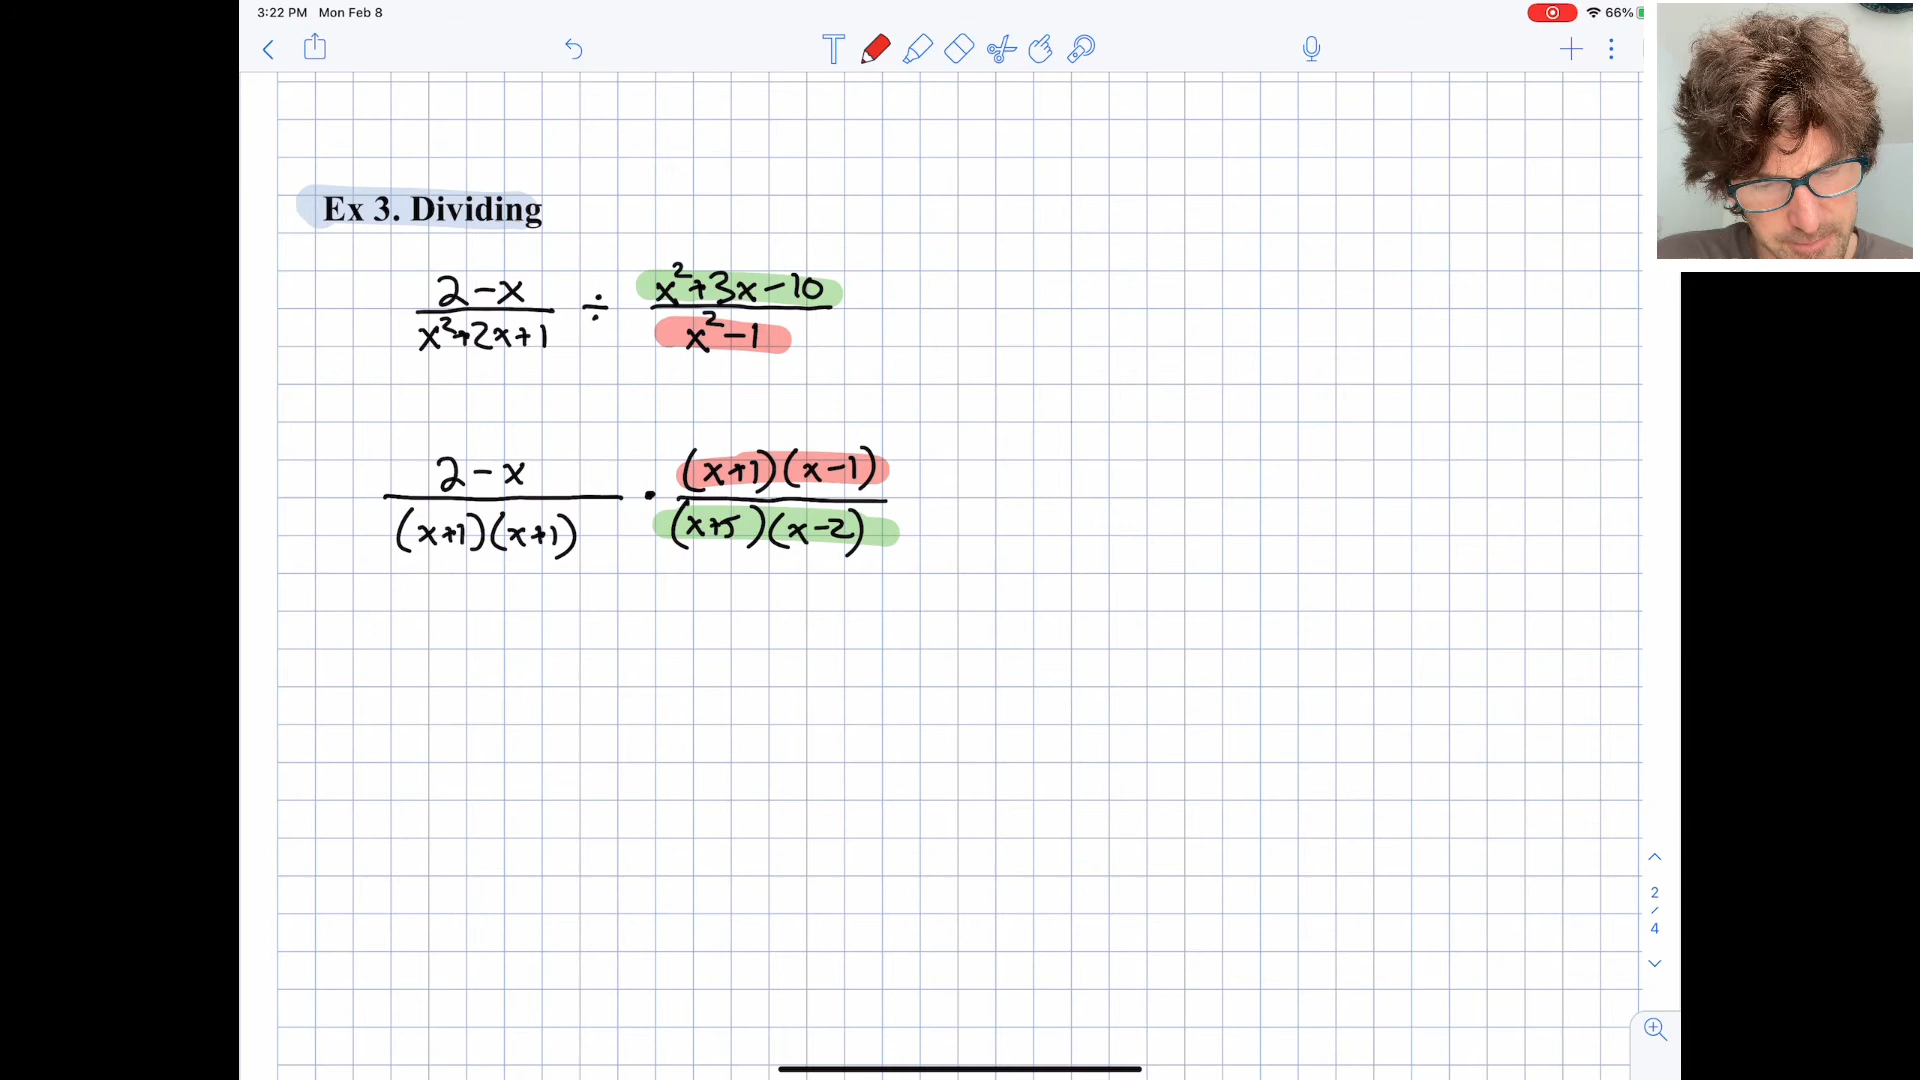 3:22 PM Mon Feb 8
66%
T
Ex 3. Dividing
2-x / x²+2x+1 ÷ x²+3x-10 / x²-1
2-x / (x+1)(x+1) · (x+1)(x-1) / (x+5)(x-2)
2
/
4